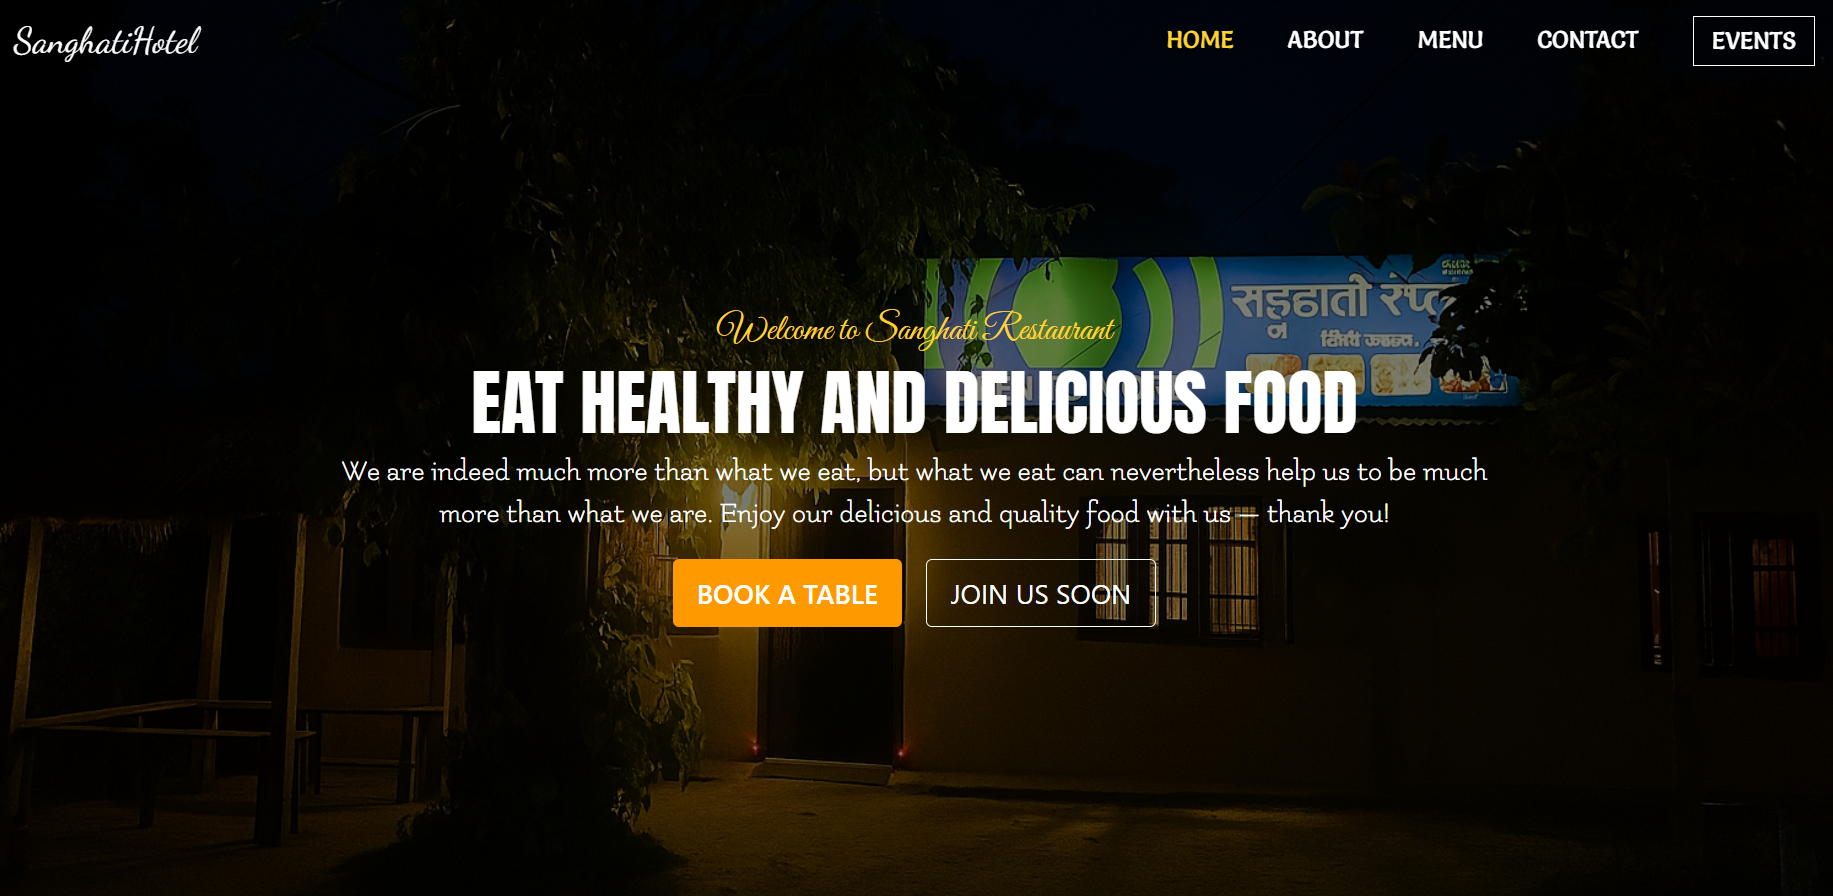 SanghatiHotel
HOME ABOUT MENU CONTACT EVENTS
Welcome to Sanghati Restaurant
EAT HEALTHY AND DELICIOUS FOOD
We are indeed much more than what we eat, but what we eat can nevertheless help us to be much
more than what we are. Enjoy our delicious and quality food with us — thank you!
BOOK A TABLE JOIN US SOON